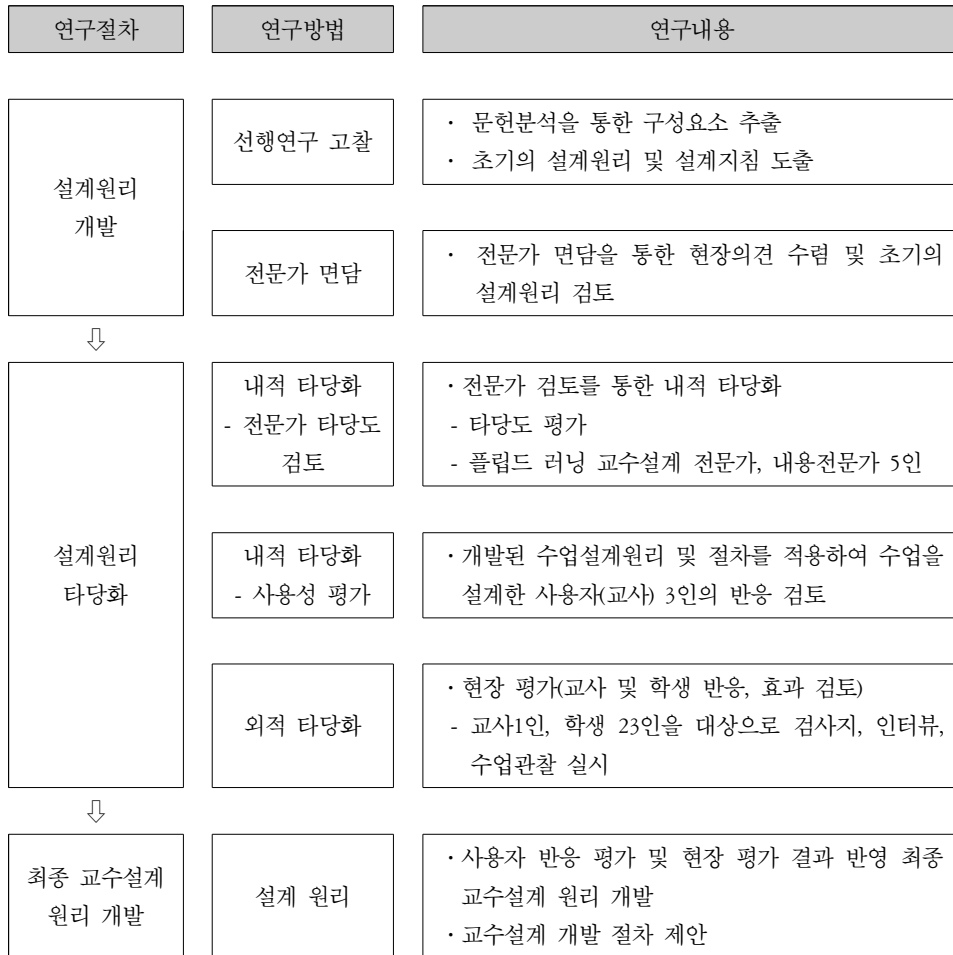 연구절차
연구방법
연구내용
설계원리
개발
선행연구 고찰
· 문헌분석을 통한 구성요소 추출
· 초기의 설계원리 및 설계지침 도출
전문가 면담
· 전문가 면담을 통한 현장의견 수렴 및 초기의
설계원리 검토
⇩
설계원리
타당화
내적 타당화
- 전문가 타당도
검토
· 전문가 검토를 통한 내적 타당화
- 타당도 평가
- 플립드 러닝 교수설계 전문가, 내용전문가 5인
내적 타당화
- 사용성 평가
· 개발된 수업설계원리 및 절차를 적용하여 수업을
설계한 사용자(교사) 3인의 반응 검토
외적 타당화
· 현장 평가(교사 및 학생 반응, 효과 검토)
- 교사1인, 학생 23인을 대상으로 검사지, 인터뷰,
수업관찰 실시
⇩
최종 교수설계
원리 개발
설계 원리
· 사용자 반응 평가 및 현장 평가 결과 반영 최종
교수설계 원리 개발
· 교수설계 개발 절차 제안